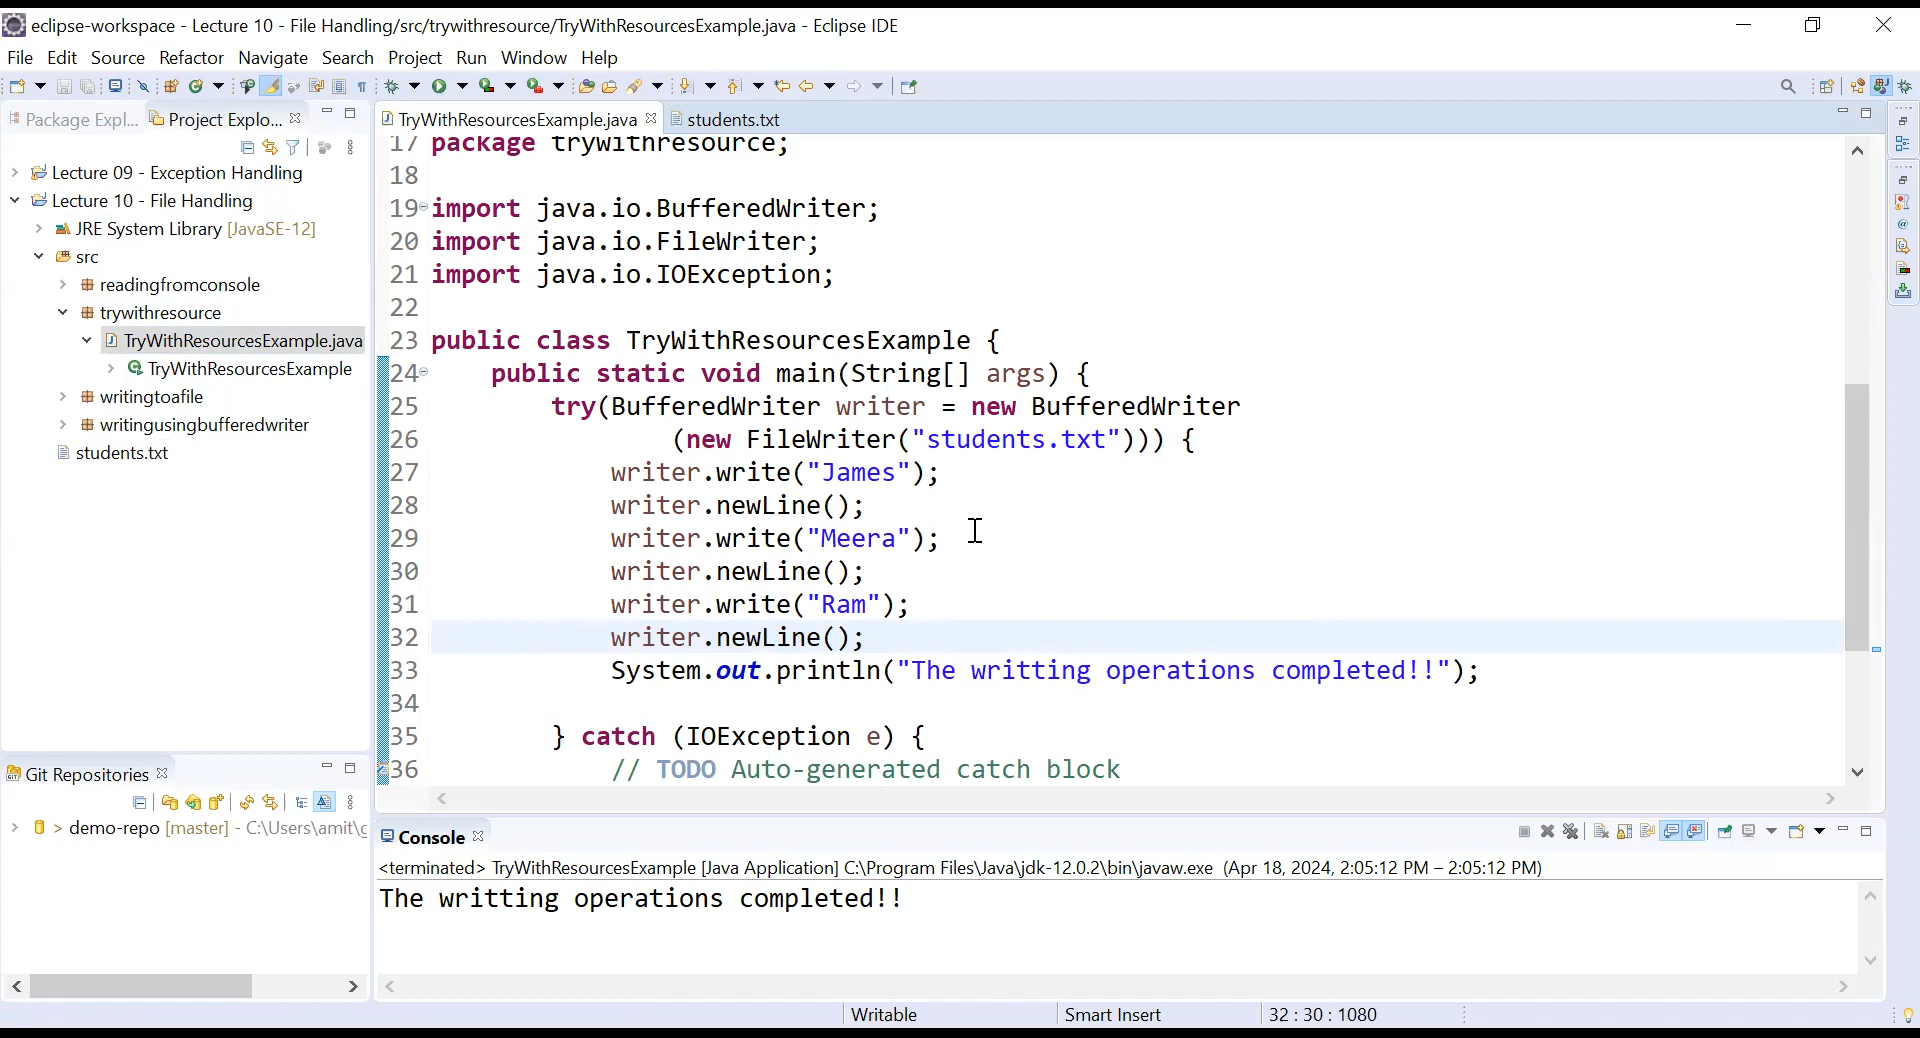 eclipse-workspace - Lecture 10 - File Handling/src/trywithresource/TryWithResourcesExample.java - Eclipse IDE
File Edit Source Refactor Navigate Search Project Run Window Help
Package Expl... Project Explo...
TryWithResourcesExample.java students.txt
Lecture 09 - Exception Handling
Lecture 10 - File Handling
JRE System Library [JavaSE-12]
src
readingfromconsole
trywithresource
TryWithResourcesExample.java
TryWithResourcesExample
writingtoafile
writingusingbufferedwriter
students.txt
17 package trywithresource;
18
19 import java.io.BufferedWriter;
20 import java.io.FileWriter;
21 import java.io.IOException;
22
23 public class TryWithResourcesExample {
24 public static void main(String[] args) {
25 try(BufferedWriter writer = new BufferedWriter
26 (new FileWriter("students.txt"))) {
27 writer.write("James");
28 writer.newLine();
29 writer.write("Meera");
30 writer.newLine();
31 writer.write("Ram");
32 writer.newLine();
33 System.out.println("The writting operations completed!!");
34
35 } catch (IOException e) {
36 // TODO Auto-generated catch block
Git Repositories
> demo-repo [master] - C:\Users\amit\g
Console
<terminated> TryWithResourcesExample [Java Application] C:\Program Files\Java\jdk-12.0.2\bin\javaw.exe (Apr 18, 2024, 2:05:12 PM – 2:05:12 PM)
The writting operations completed!!
Writable Smart Insert 32 : 30 : 1080